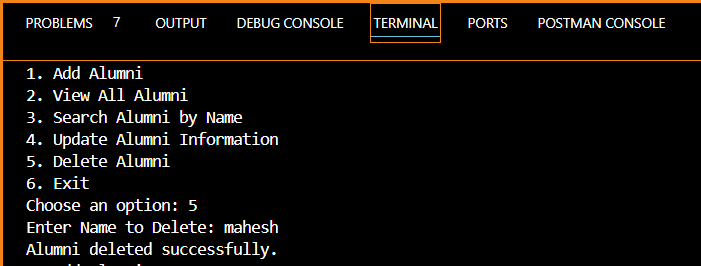 PROBLEMS 7 OUTPUT DEBUG CONSOLE TERMINAL PORTS POSTMAN CONSOLE
1. Add Alumni
2. View All Alumni
3. Search Alumni by Name
4. Update Alumni Information
5. Delete Alumni
6. Exit
Choose an option: 5
Enter Name to Delete: mahesh
Alumni deleted successfully.